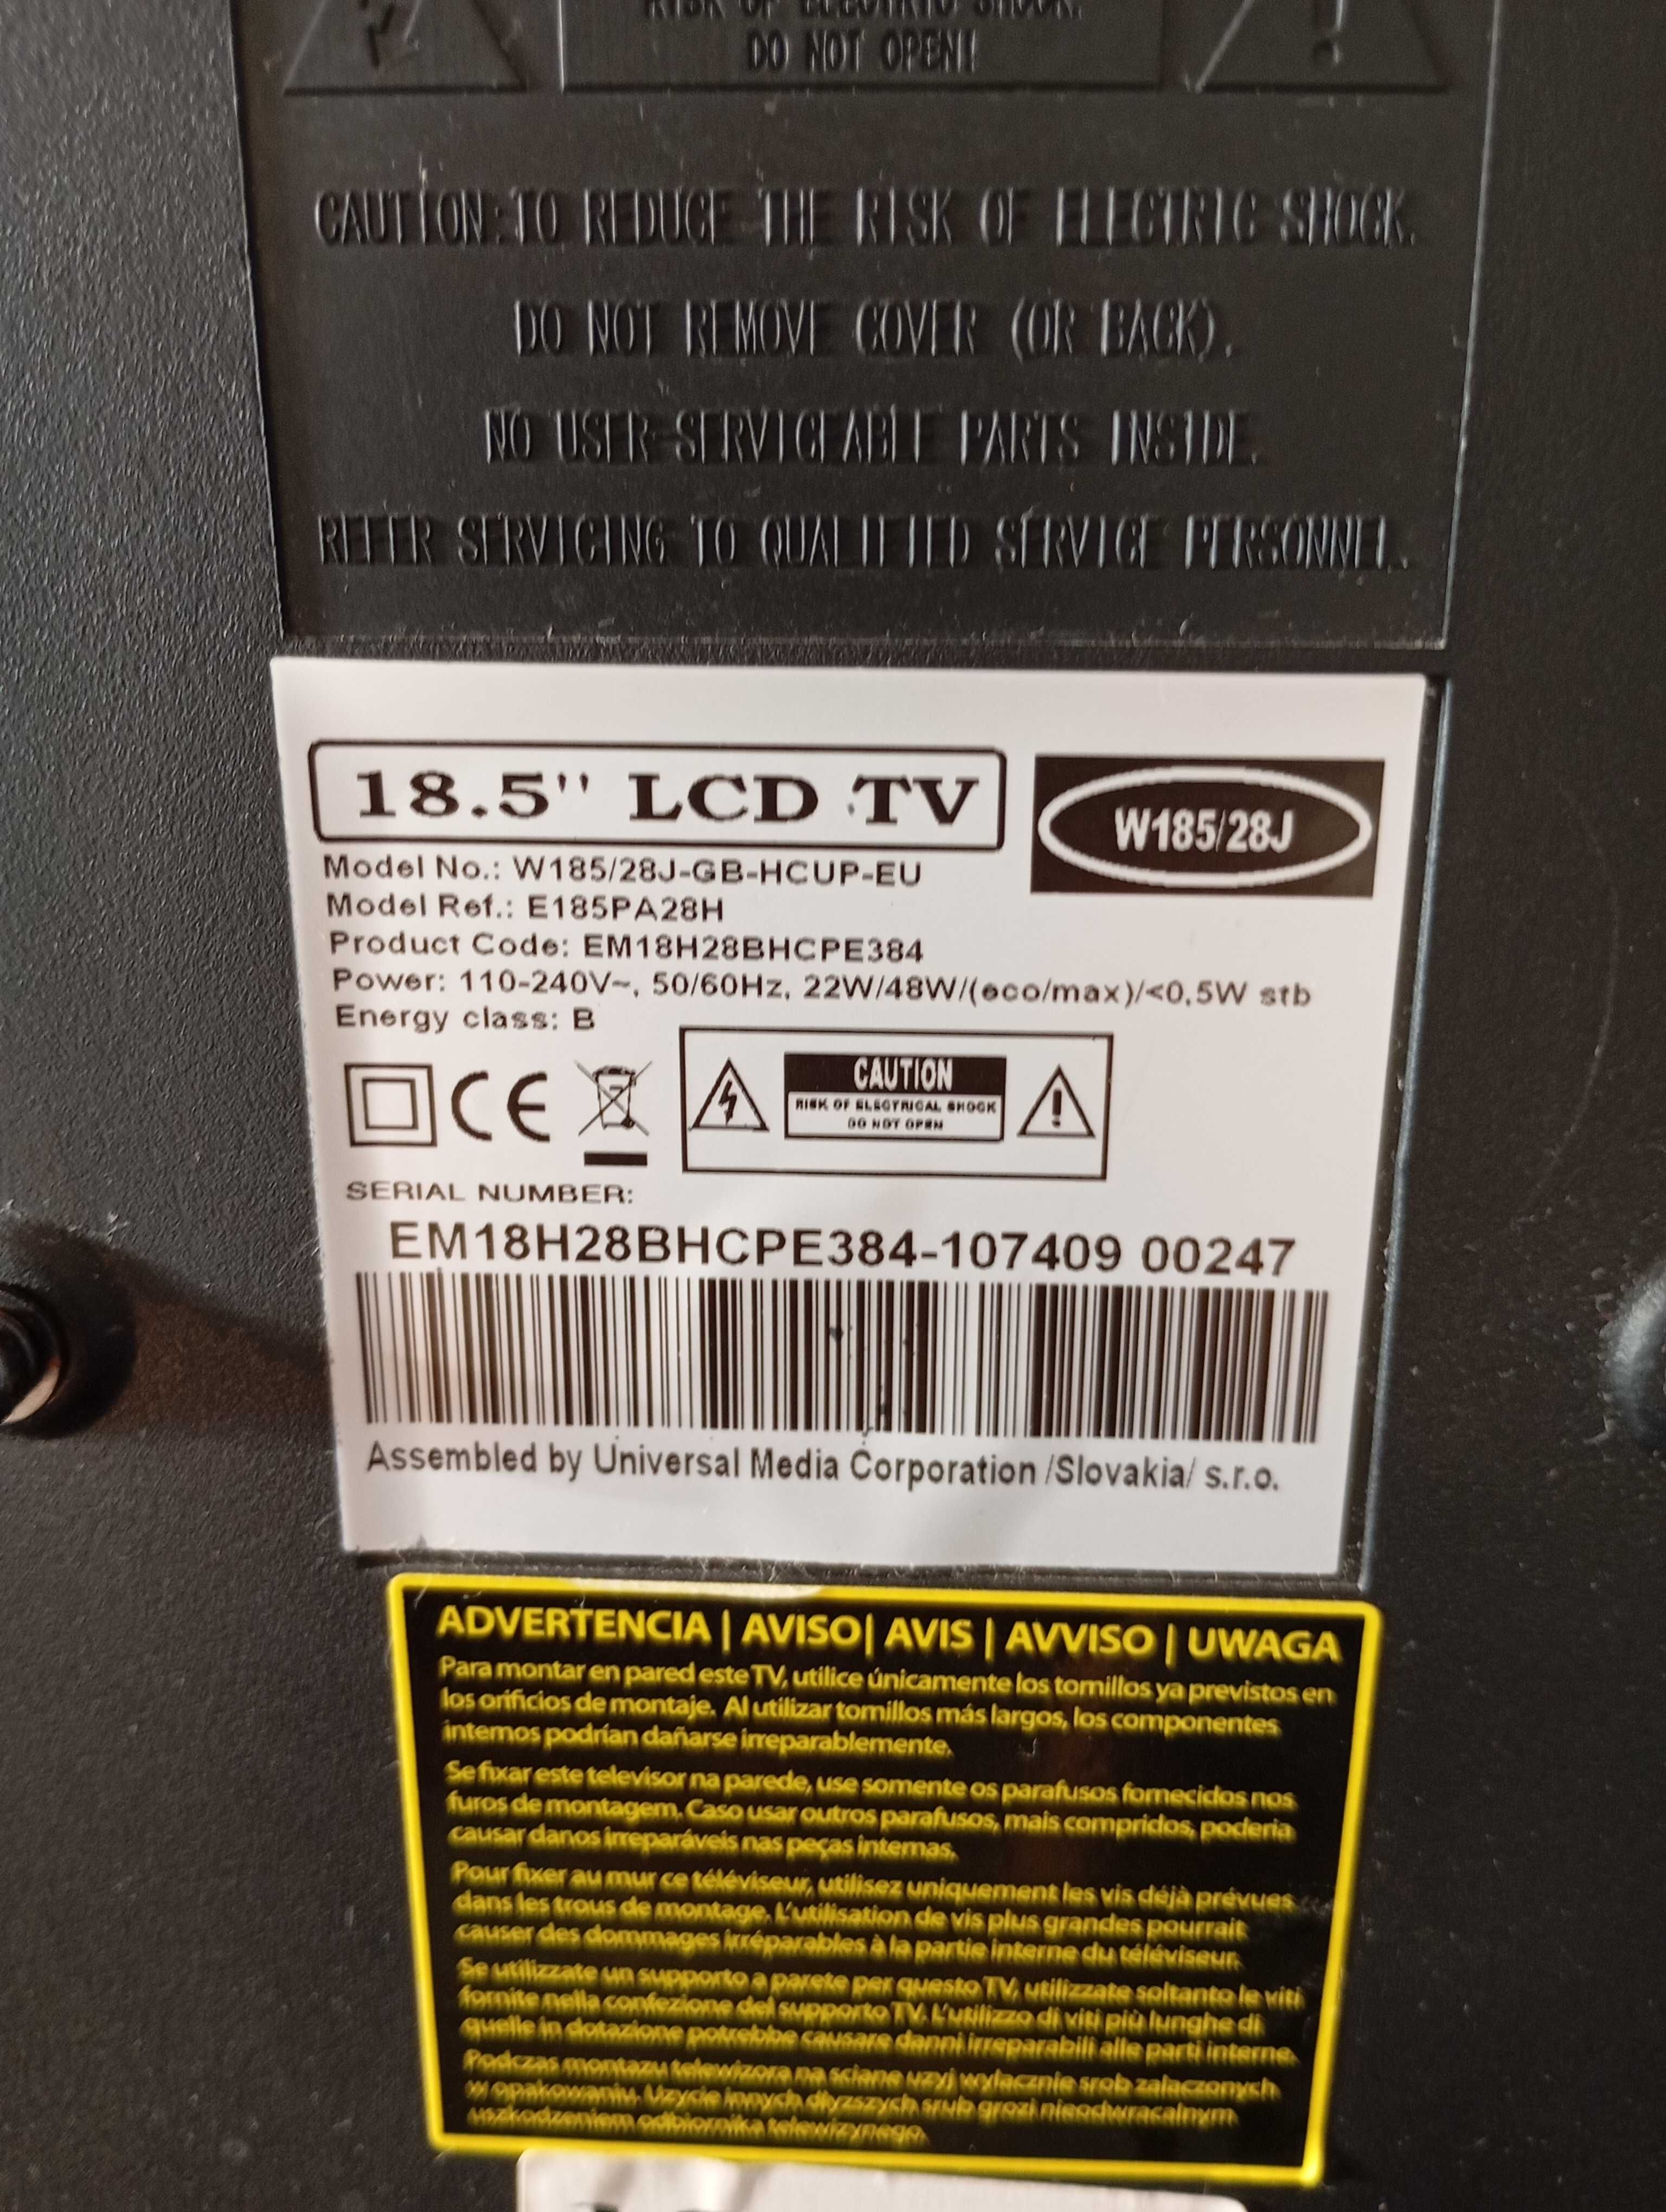 RISK OF ELECTRIC SHOCK.
DO NOT OPEN!
CAUTION:TO REDUCE THE RISK OF ELECTRIC SHOCK.
DO NOT REMOVE COVER (OR BACK).
NO USER-SERVICEABLE PARTS INSIDE.
REFER SERVICING TO QUALIFIED SERVICE PERSONNEL.
18.5'' LCD TV
W185/28J
Model No.: W185/28J-GB-HCUP-EU
Model Ref.: E185PA28H
Product Code: EM18H28BHCPE384
Power: 110-240V~, 50/60Hz, 22W/48W/(eco/max)/<0,5W stb
Energy class: B
CE
CAUTION
RISK OF ELECTRICAL SHOCK
DO NOT OPEN
SERIAL NUMBER:
EM18H28BHCPE384-107409 00247
Assembled by Universal Media Corporation /Slovakia/ s.r.o.
ADVERTENCIA | AVISO| AVIS | AVVISO | UWAGA
Para montar en pared este TV, utilice únicamente los tornillos ya previstos en
los orificios de montaje. Al utilizar tornillos más largos, los componentes
internos podrían dañarse irreparablemente.
Se fixar este televisor na parede, use somente os parafusos fornecidos nos
furos de montagem. Caso usar outros parafusos, mais compridos, poderia
causar danos irreparáveis nas peças internas.
Pour fixer au mur ce téléviseur, utilisez uniquement les vis déjà prévues
dans les trous de montage. L'utilisation de vis plus grandes pourrait
causer des dommages irréparables à la partie interne du téléviseur.
Se utilizzate un supporto a parete per questo TV, utilizzate soltanto le viti
fornite nella confezione del supporto TV. L'utilizzo di viti più lunghe di
quelle in dotazione potrebbe causare danni irreparabili alle parti interne.
Podczas montazu telewizora na sciane uzyj wylacznie srob zalaczonych
w opakowaniu. Uzycie innych dlyzszych srub grozi nieodwracalnym
uszkodzeniem odbiornika telewizynego.